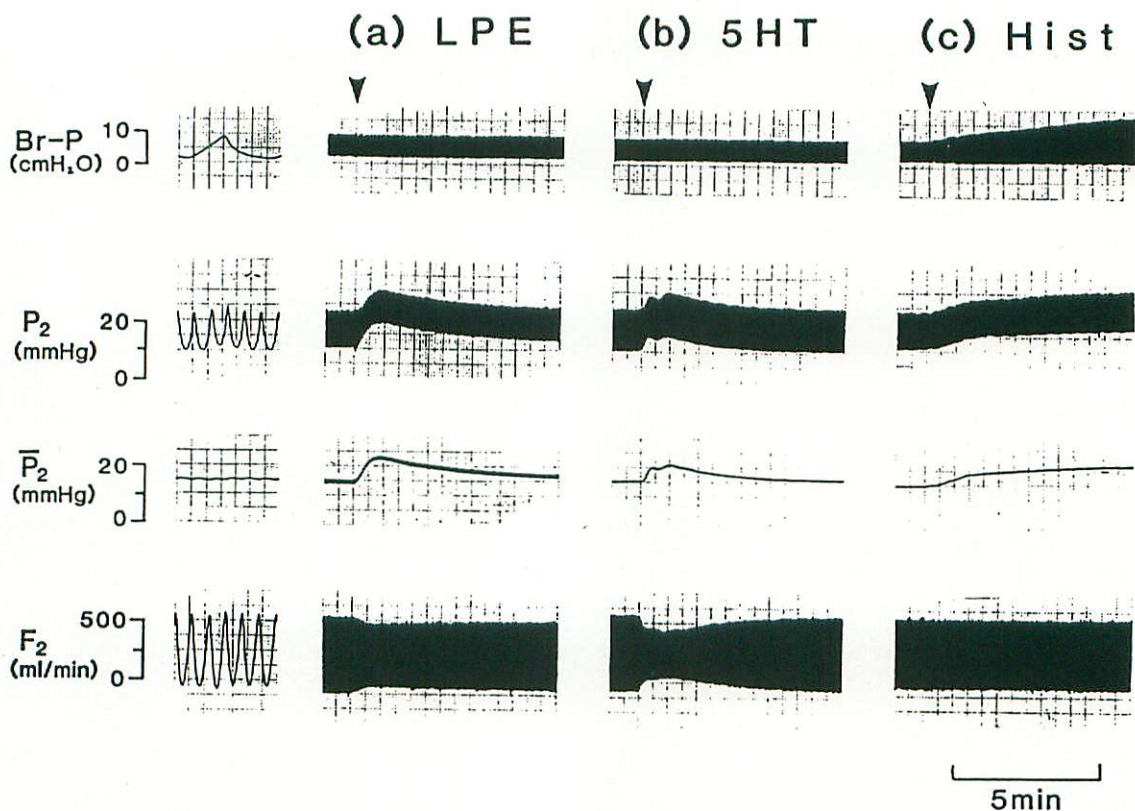 (a) LPE
(b) 5HT
(c) Hist
Br-P
(cmH₂O)
10
0
P₂
(mmHg)
20
0
P̅₂
(mmHg)
20
0
F₂
(ml/min)
500
0
5min